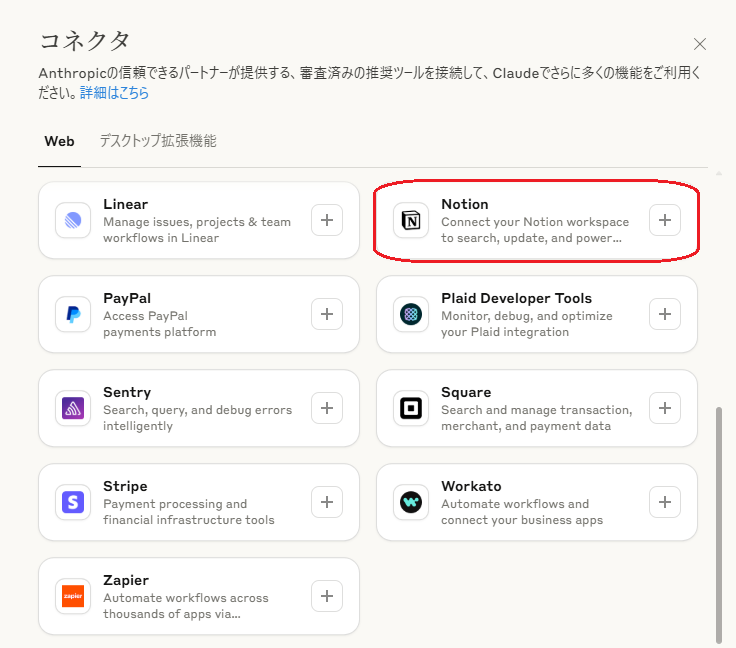 コネクタ
Anthropicの信頼できるパートナーが提供する、審査済みの推奨ツールを接続して、Claudeでさらに多くの機能をご利用く
ださい。詳細はこちら
Web デスクトップ拡張機能
Linear
Manage issues, projects & team
workflows in Linear
Notion
Connect your Notion workspace
to search, update, and power...
PayPal
Access PayPal
payments platform
Plaid Developer Tools
Monitor, debug, and optimize
your Plaid integration
Sentry
Search, query, and debug errors
intelligently
Square
Search and manage transaction,
merchant, and payment data
Stripe
Payment processing and
financial infrastructure tools
Workato
Automate workflows and
connect your business apps
zapier
Zapier
Automate workflows across
thousands of apps via...